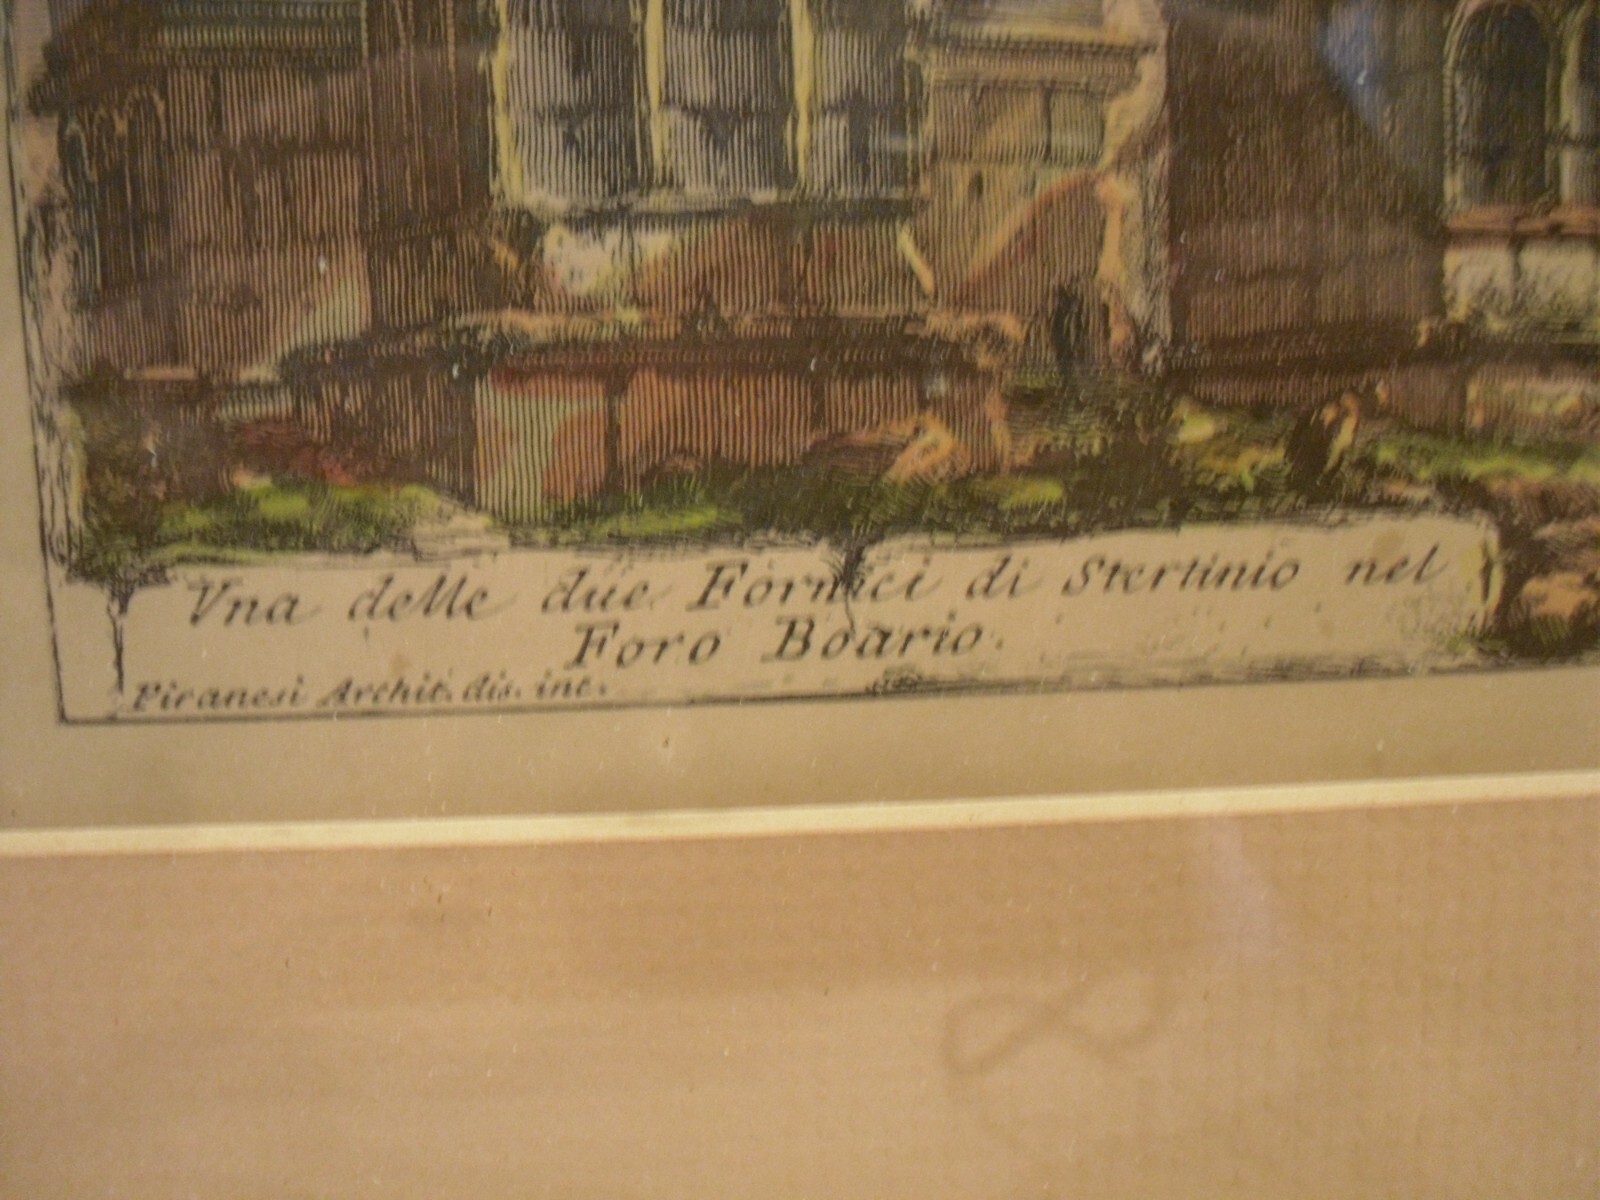 Vna delle due Fornici di Stertinio nel
Foro Boario.
Piranesi Archit. dis. inc.